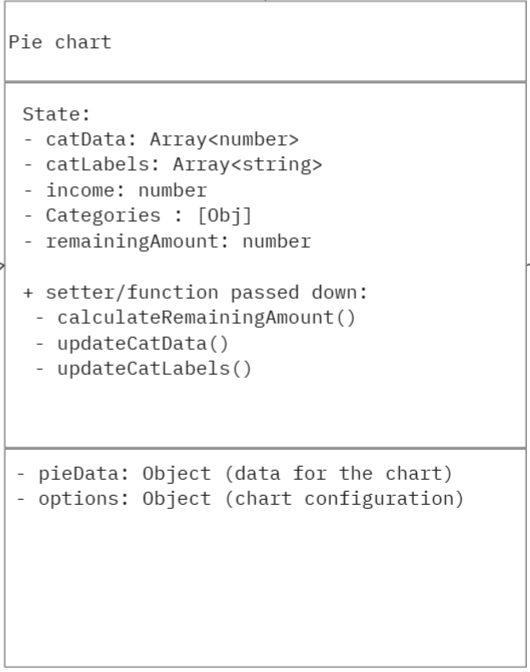 Pie chart
State:
- catData: Array<number>
- catLabels: Array<string>
- income: number
- Categories : [Obj]
- remainingAmount: number
+ setter/function passed down:
- calculateRemainingAmount()
- updateCatData()
- updateCatLabels()
- pieData: Object (data for the chart)
- options: Object (chart configuration)